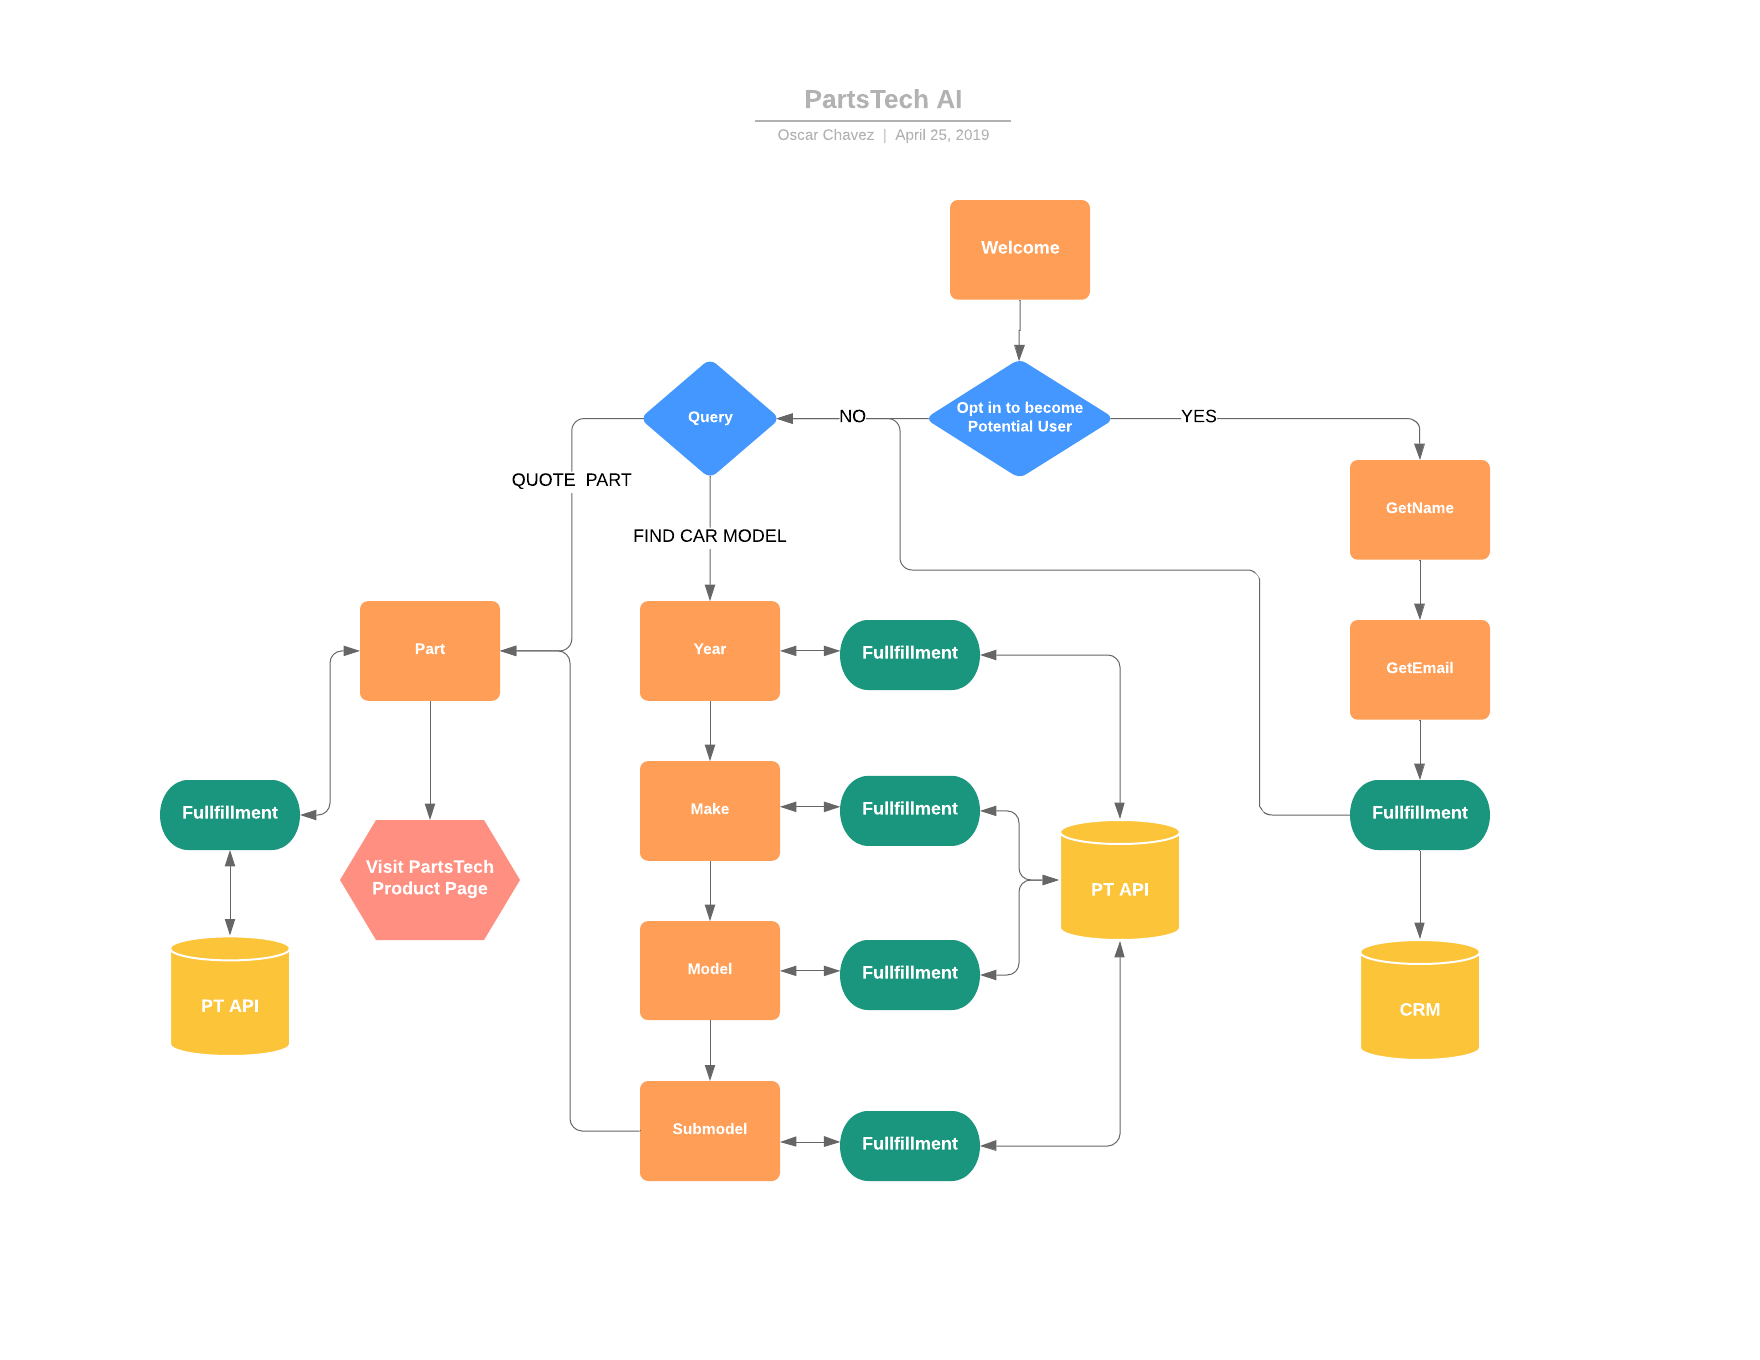 PartsTech AI
Oscar Chavez | April 25, 2019
Welcome
Opt in to become
Potential User
NO
YES
Query
QUOTE PART
FIND CAR MODEL
GetName
GetEmail
Fullfillment
CRM
Part
Fullfillment
PT API
Visit PartsTech
Product Page
Year
Fullfillment
Make
Fullfillment
PT API
Model
Fullfillment
Submodel
Fullfillment